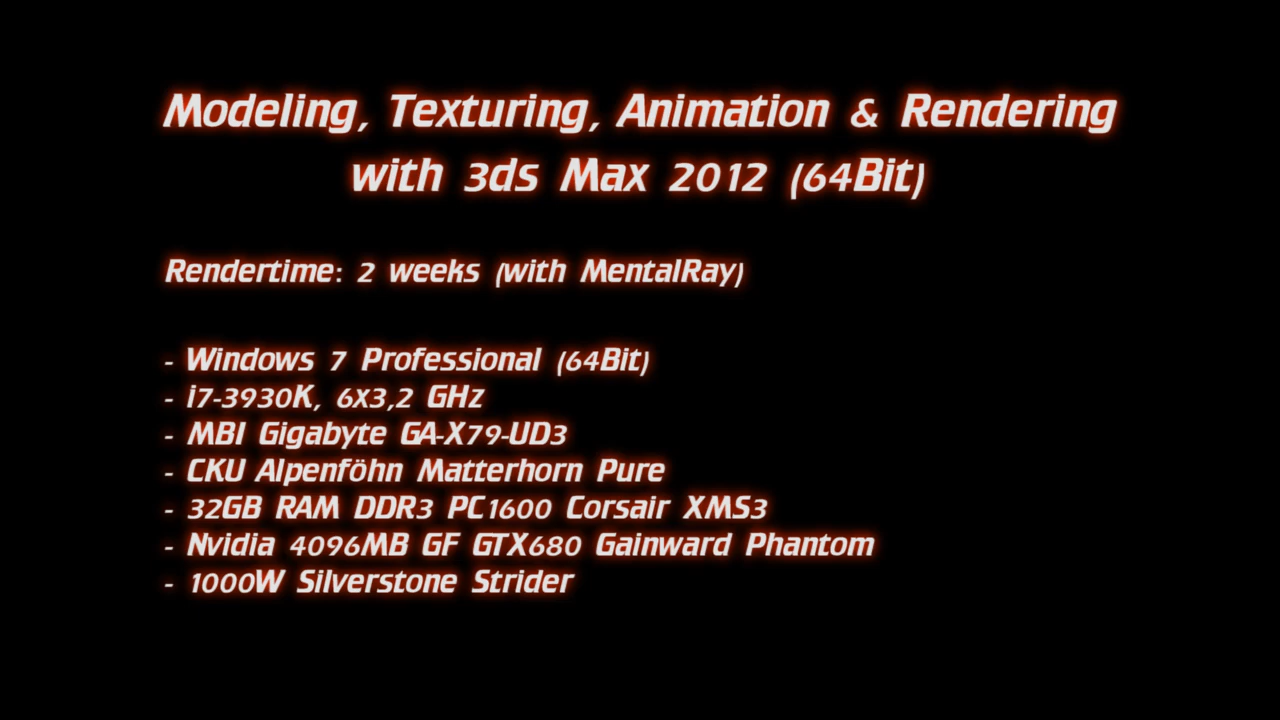 Modeling, Texturing, Animation & Rendering
with 3ds Max 2012 (64Bit)
Rendertime: 2 weeks (with MentalRay)
- Windows 7 Professional (64Bit)
- i7-3930K, 6x3,2 GHz
- MBI Gigabyte GA-X79-UD3
- CKU Alpenföhn Matterhorn Pure
- 32GB RAM DDR3 PC1600 Corsair XMS3
- Nvidia 4096MB GF GTX680 Gainward Phantom
- 1000W Silverstone Strider